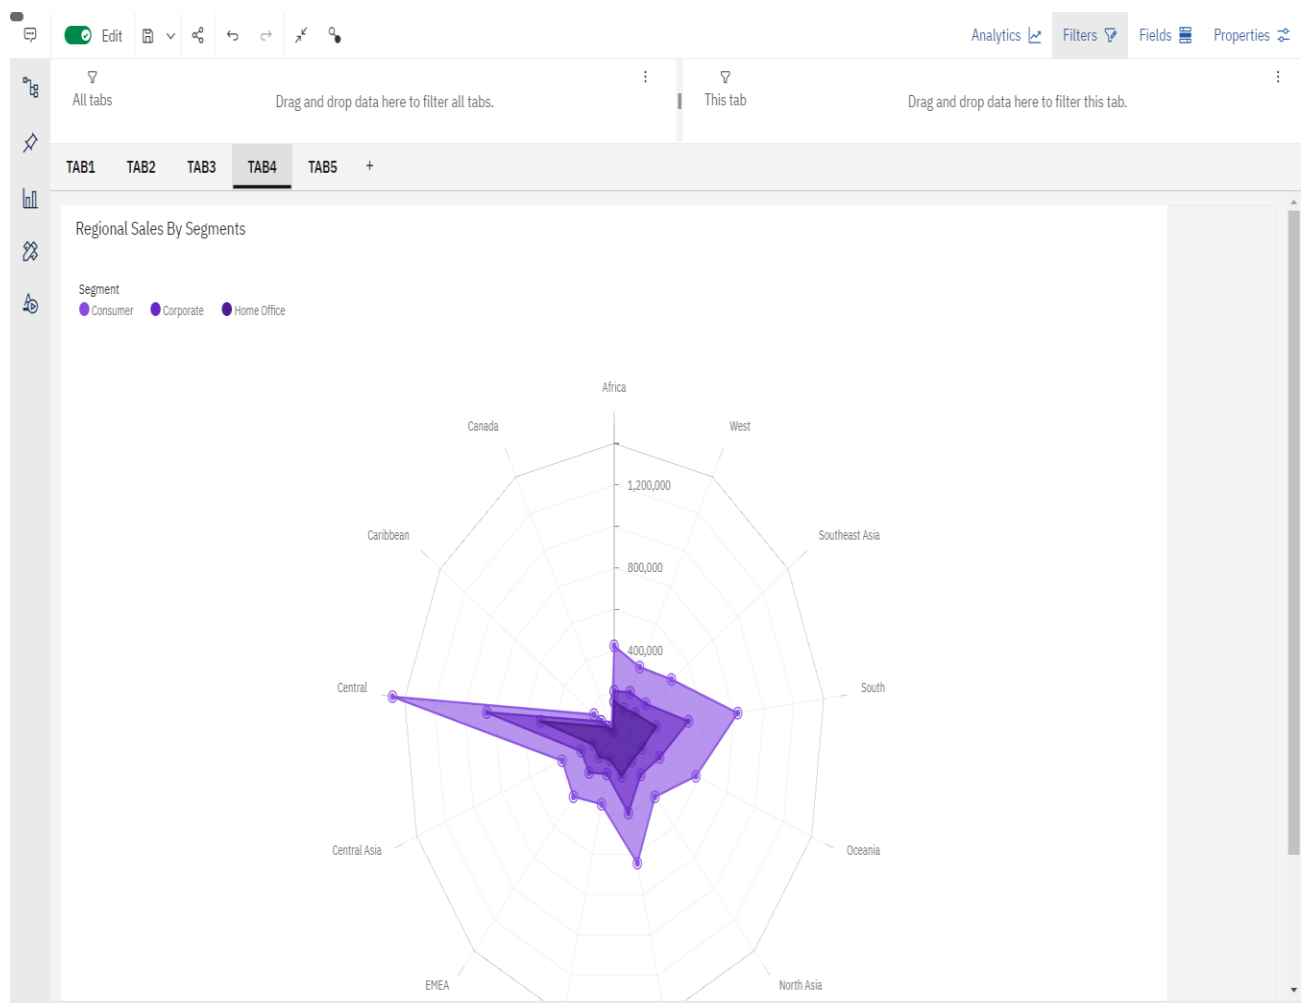 Edit
Analytics
Filters
Fields
Properties
All tabs
Drag and drop data here to filter all tabs.
This tab
Drag and drop data here to filter this tab.
TAB1
TAB2
TAB3
TAB4
TAB5
+
Regional Sales By Segments
Segment
Consumer
Corporate
Home Office
Africa
Canada
West
1,200,000
Caribbean
Southeast Asia
800,000
400,000
Central
South
Central Asia
Oceania
EMEA
North Asia